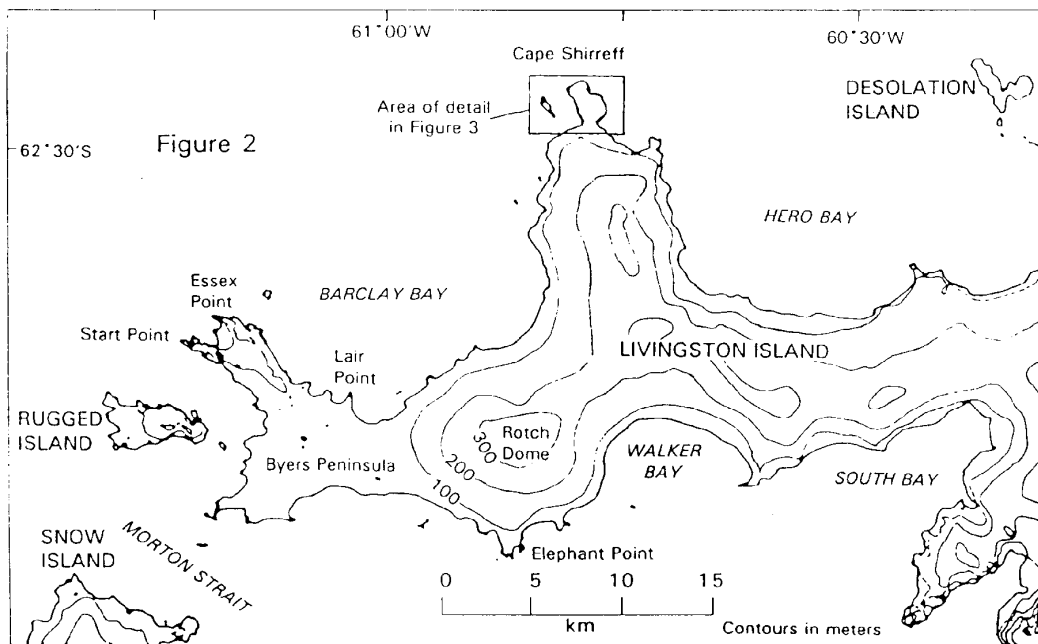 61°00'W
60°30'W
Cape Shirreff
DESOLATION
ISLAND
Area of detail
in Figure 3
Figure 2
62°30'S
HERO BAY
Essex
Point
BARCLAY BAY
Start Point
Lair
Point
LIVINGSTON ISLAND
RUGGED
ISLAND
Rotch
Dome
300
200
100
WALKER
BAY
Byers Peninsula
SOUTH BAY
SNOW
ISLAND
MORTON STRAIT
Elephant Point
0 5 10 15
km
Contours in meters